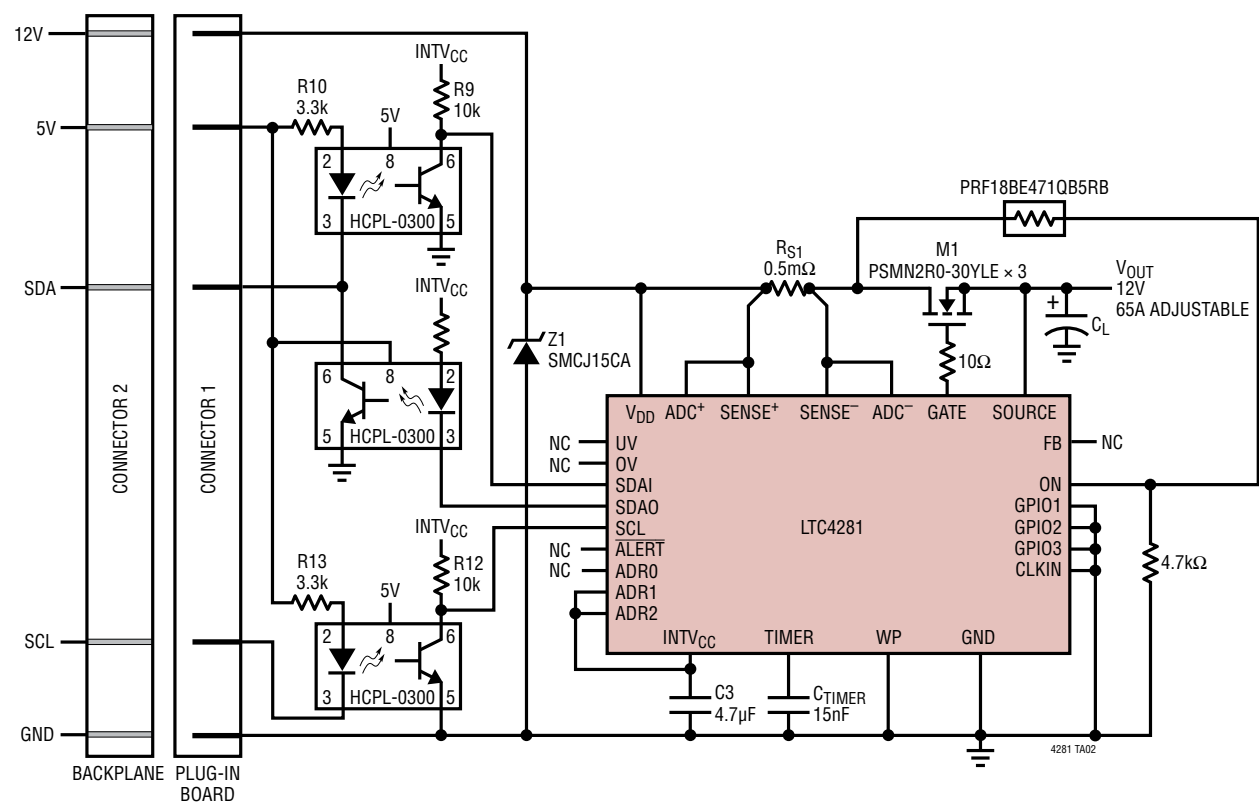 12V
5V
SDA
SCL
GND
CONNECTOR 2
CONNECTOR 1
BACKPLANE
PLUG-IN
BOARD
INTVCC
R10
3.3k
R9
10k
5V
2
8
6
3
HCPL-0300
5
INTVCC
6
8
2
5
HCPL-0300
3
INTVCC
R13
3.3k
R12
10k
5V
2
8
6
3
HCPL-0300
5
Z1
SMCJ15CA
RS1
0.5mΩ
PRF18BE471QB5RB
M1
PSMN2R0-30YLE × 3
VOUT
12V
65A ADJUSTABLE
+
CL
10Ω
VDD
ADC+
SENSE+
SENSE–
ADC–
GATE
SOURCE
NC
UV
NC
OV
SDAI
SDAO
SCL
NC
ALERT
NC
ADR0
ADR1
ADR2
LTC4281
FB
NC
ON
GPIO1
GPIO2
GPIO3
CLKIN
4.7kΩ
INTVCC
TIMER
WP
GND
C3
4.7µF
CTIMER
15nF
4281 TA02